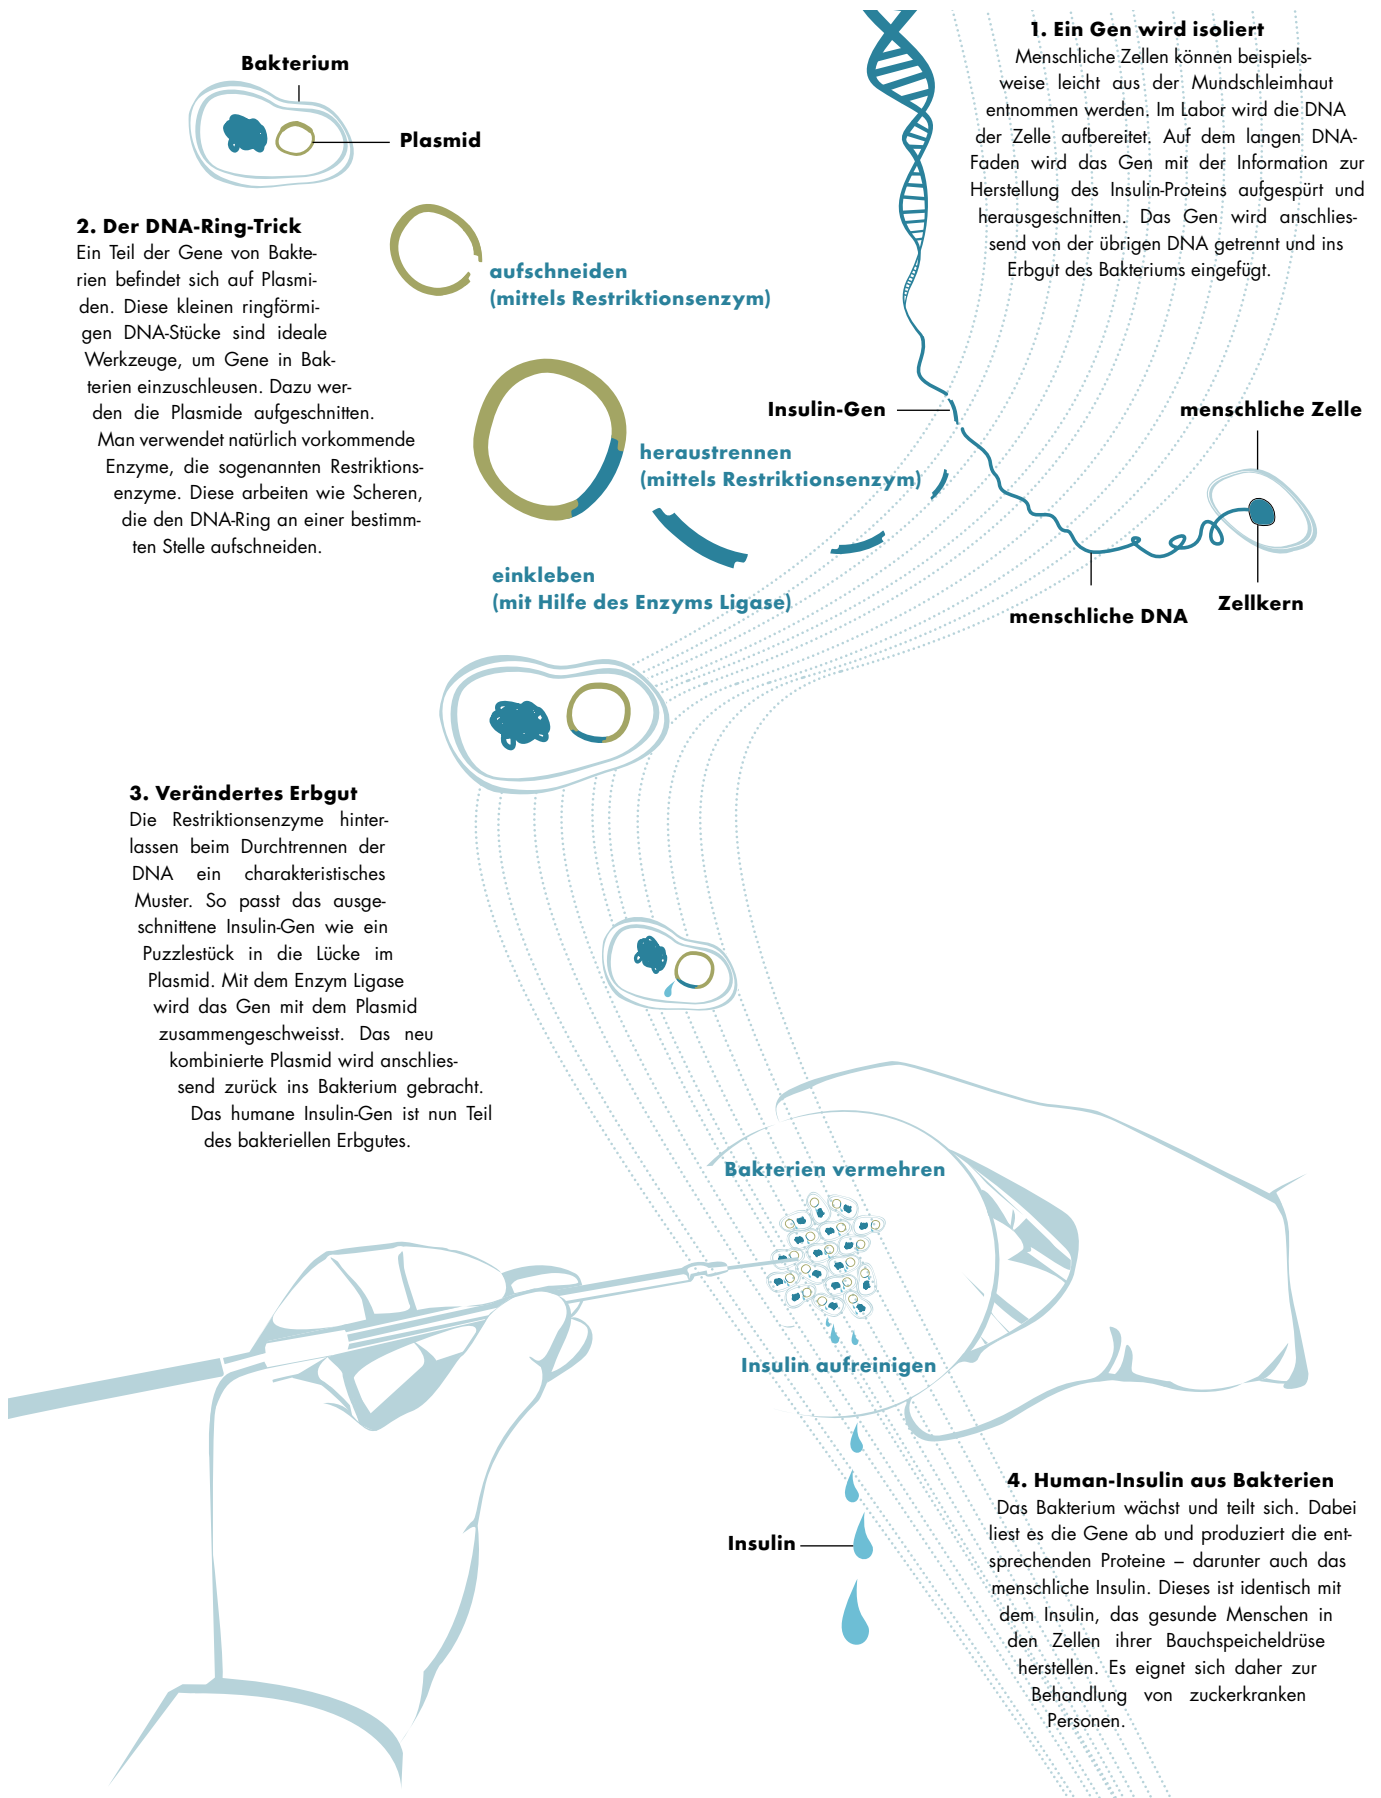 1. Ein Gen wird isoliert
Menschliche Zellen können beispiels-
weise leicht aus der Mundschleimhaut
entnommen werden. Im Labor wird die DNA
der Zelle aufbereitet. Auf dem langen DNA-
Faden wird das Gen mit der Information zur
Herstellung des Insulin-Proteins aufgespürt und
herausgeschnitten. Das Gen wird anschlies-
send von der übrigen DNA getrennt und ins
Erbgut des Bakteriums eingefügt.
Bakterium
Plasmid
2. Der DNA-Ring-Trick
Ein Teil der Gene von Bakte-
rien befindet sich auf Plasmi-
den. Diese kleinen ringförmi-
gen DNA-Stücke sind ideale
Werkzeuge, um Gene in Bak-
terien einzuschleusen. Dazu wer-
den die Plasmide aufgeschnitten.
Man verwendet natürlich vorkommende
Enzyme, die sogenannten Restriktions-
enzyme. Diese arbeiten wie Scheren,
die den DNA-Ring an einer bestimm-
ten Stelle aufschneiden.
aufschneiden
(mittels Restriktionsenzym)
Insulin-Gen
menschliche Zelle
heraustrennen
(mittels Restriktionsenzym)
einkleben
(mit Hilfe des Enzyms Ligase)
Zellkern
menschliche DNA
3. Verändertes Erbgut
Die Restriktionsenzyme hinter-
lassen beim Durchtrennen der
DNA ein charakteristisches
Muster. So passt das ausge-
schnittene Insulin-Gen wie ein
Puzzlestück in die Lücke im
Plasmid. Mit dem Enzym Ligase
wird das Gen mit dem Plasmid
zusammengeschweisst. Das neu
kombinierte Plasmid wird anschlies-
send zurück ins Bakterium gebracht.
Das humane Insulin-Gen ist nun Teil
des bakteriellen Erbgutes.
Bakterien vermehren
Insulin aufreinigen
Insulin
4. Human-Insulin aus Bakterien
Das Bakterium wächst und teilt sich. Dabei
liest es die Gene ab und produziert die ent-
sprechenden Proteine – darunter auch das
menschliche Insulin. Dieses ist identisch mit
dem Insulin, das gesunde Menschen in
den Zellen ihrer Bauchspeicheldrüse
herstellen. Es eignet sich daher zur
Behandlung von zuckerkranken
Personen.